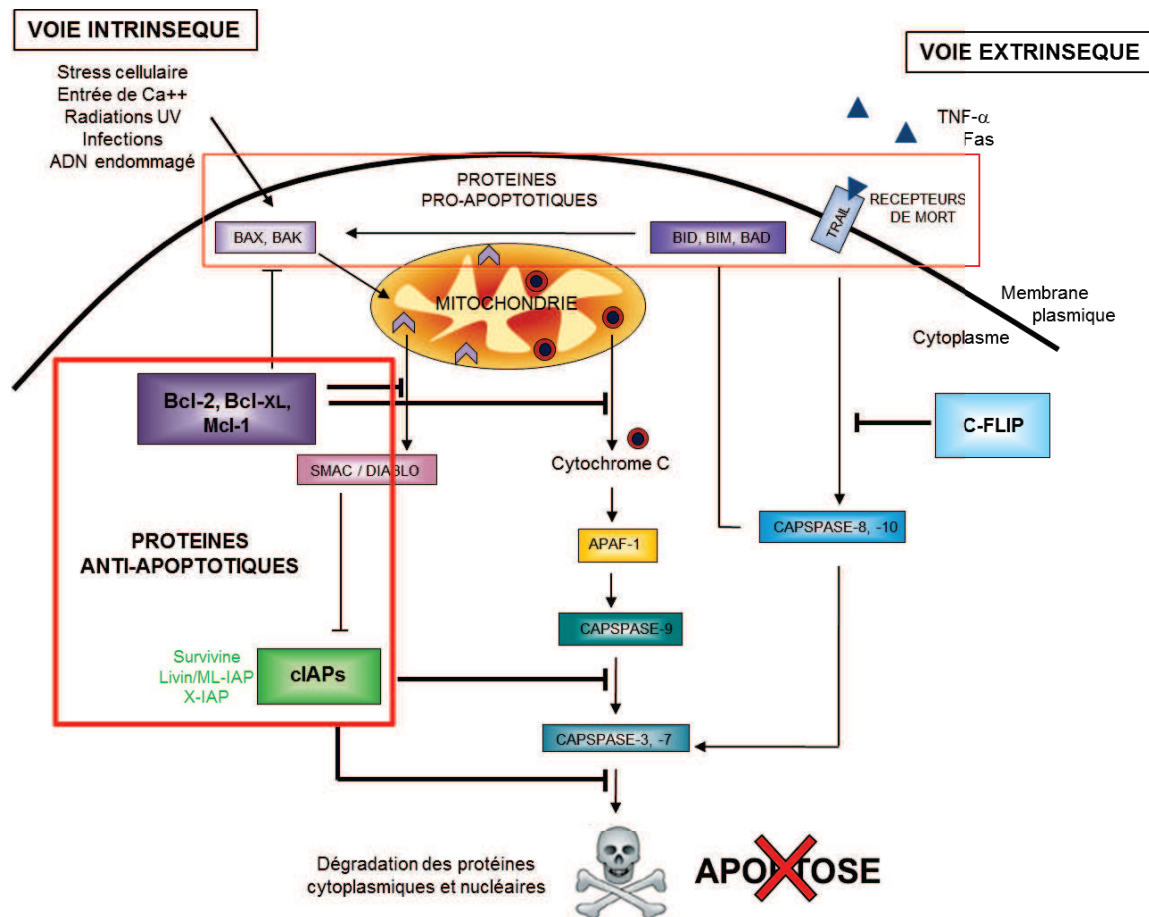 VOIE INTRINSEQUE
Stress cellulaire
Entrée de Ca++
Radiations UV
Infections
ADN endommagé
VOIE EXTRINSEQUE
TNF-α
Fas
PROTEINES
PRO-APOPTOTIQUES
BAX, BAK
BID, BIM, BAD
TRAIL
RECEPTEURS
DE MORT
MITOCHONDRIE
Membrane
plasmique
Cytoplasme
Bcl-2, Bcl-XL,
Mcl-1
C-FLIP
SMAC / DIABLO
Cytochrome C
PROTEINES
ANTI-APOPTOTIQUES
APAF-1
CAPSPASE-8, -10
CAPSPASE-9
Survivine
Livin/ML-IAP
X-IAP
cIAPs
CAPSPASE-3, -7
Dégradation des protéines
cytoplasmiques et nucléaires
APOPTOSE